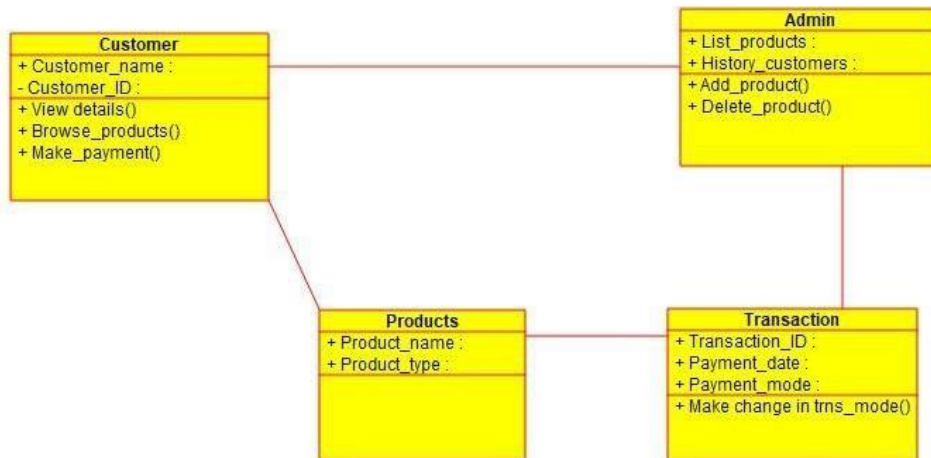 Customer
+ Customer_name :
- Customer_ID :
+ View details()
+ Browse_products()
+ Make_payment()
Admin
+ List_products :
+ History_customers :
+ Add_product()
+ Delete_product()
Products
+ Product_name :
+ Product_type :
Transaction
+ Transaction_ID :
+ Payment_date :
+ Payment_mode :
+ Make change in trns_mode()